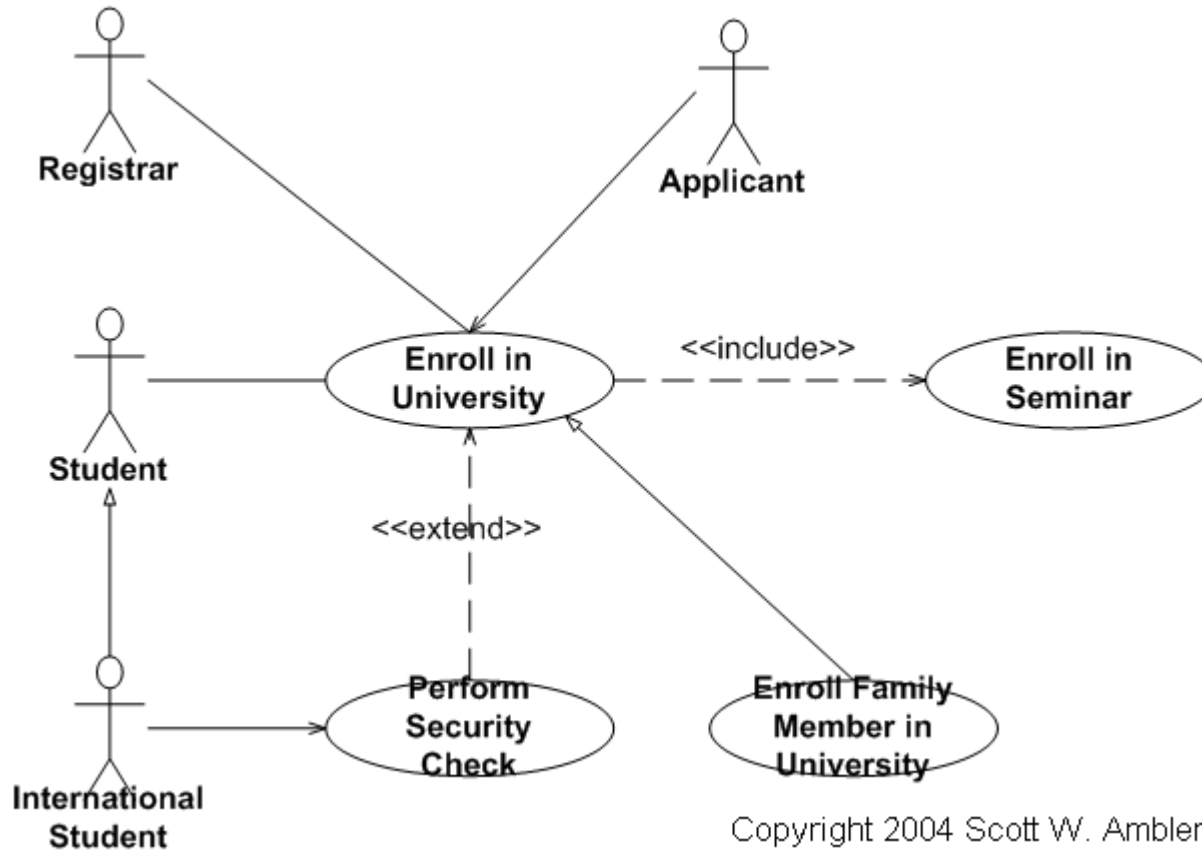 Registrar
Applicant
Enroll in
University
<<include>>
Enroll in
Seminar
Student
<<extend>>
Perform
Security
Check
Enroll Family
Member in
University
International
Student
Copyright 2004 Scott W. Ambler